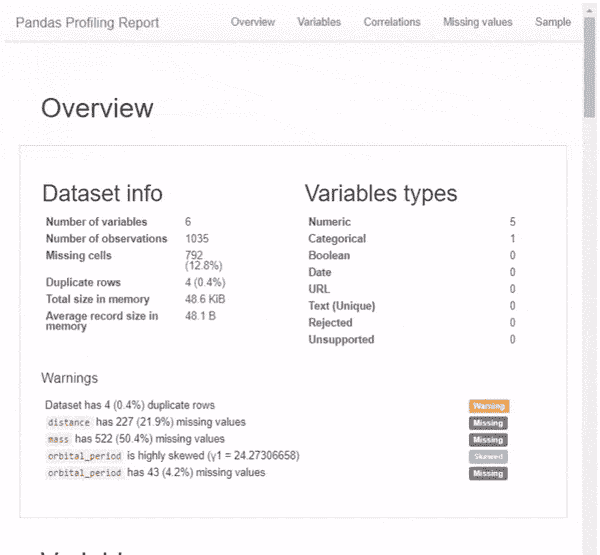 Pandas Profiling Report Overview Variables Correlations Missing values Sample
Overview
Dataset info
Number of variables 6
Number of observations 1035
Missing cells 792
(12.8%)
Duplicate rows 4 (0.4%)
Total size in memory 48.6 KiB
Average record size in 48.1 B
memory
Variables types
Numeric 5
Categorical 1
Boolean 0
Date 0
URL 0
Text (Unique) 0
Rejected 0
Unsupported 0
Warnings
Dataset has 4 (0.4%) duplicate rows Warning
distance has 227 (21.9%) missing values Missing
mass has 522 (50.4%) missing values Missing
orbital_period is highly skewed (γ1 = 24.27306658) Skewed
orbital_period has 43 (4.2%) missing values Missing